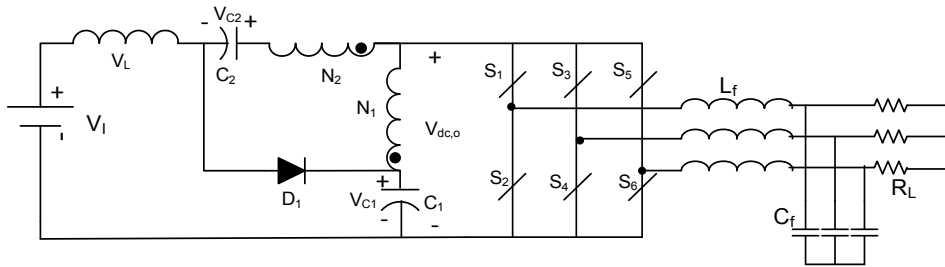 - V_C2 +
V_L
C_2
N_2
+
S_1
S_3
S_5
L_f
+
V_I
-
N_1
V_dc,o
D_1
+
V_C1
C_1
-
-
S_2
S_4
S_6
R_L
C_f